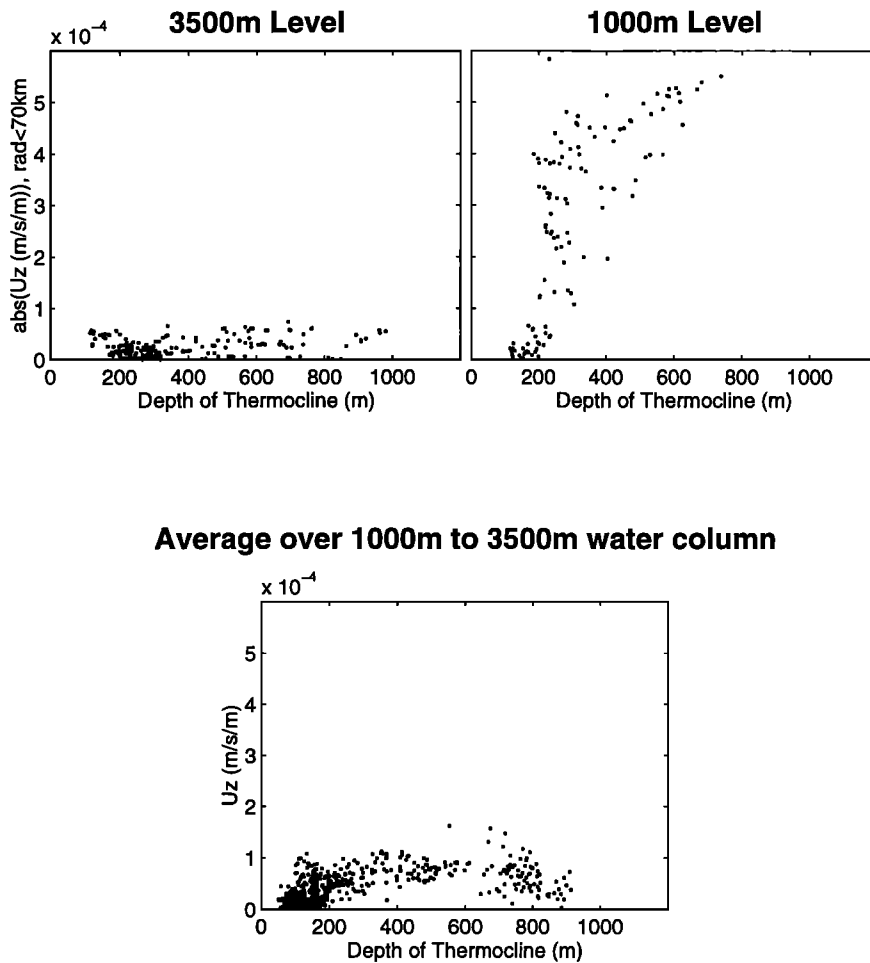 3500m Level
1000m Level
x 10⁻⁴
abs(Uz (m/s/m)), rad<70km
5
4
3
2
1
0
0 200 400 600 800 1000
Depth of Thermocline (m)
0 200 400 600 800 1000
Depth of Thermocline (m)
Average over 1000m to 3500m water column
x 10⁻⁴
Uz (m/s/m)
5
4
3
2
1
0
0 200 400 600 800 1000
Depth of Thermocline (m)